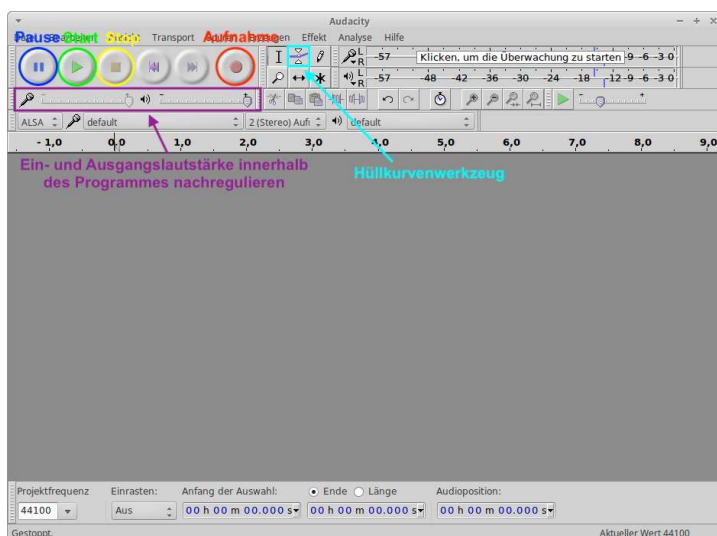 Audacity
Pause Start Stop Transport Aufnahme Effekt Analyse Hilfe
L
R
-57 Klicken, um die Überwachung zu starten -9 -6 -3 0
L
R
-57 -48 -42 -36 -30 -24 -18 -12 -9 -6 -3 0
ALSA default 2 (Stereo) Aufı default
-1,0 0,0 1,0 2,0 3,0 4,0 5,0 6,0 7,0 8,0 9,0
Ein- und Ausgangslautstärke innerhalb
des Programmes nachregulieren
Hüllkurvenwerkzeug
Projektfrequenz Einrasten: Anfang der Auswahl: Ende Länge Audioposition:
44100 Aus 00 h 00 m 00.000 s 00 h 00 m 00.000 s 00 h 00 m 00.000 s
Gestoppt. Aktueller Wert 44100